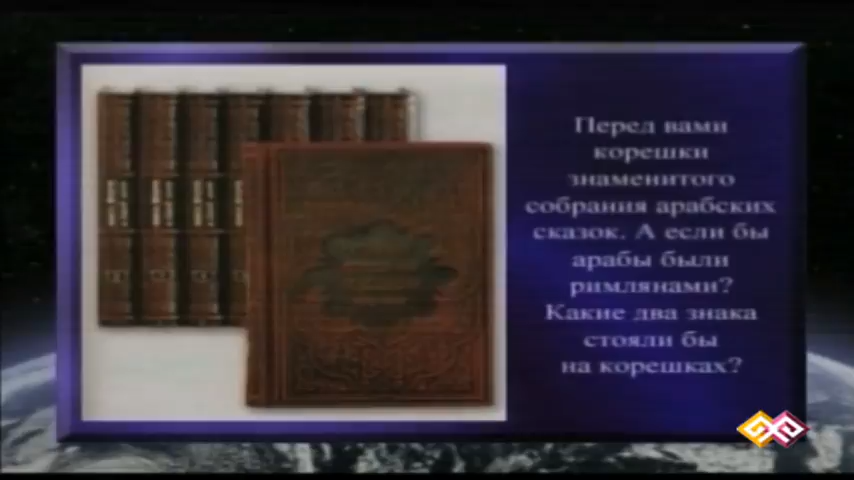 Перед вами
корешки
знаменитого
собрания арабских
сказок. А если бы
арабы были
римлянами?
Какие два знака
стояли бы
на корешках?